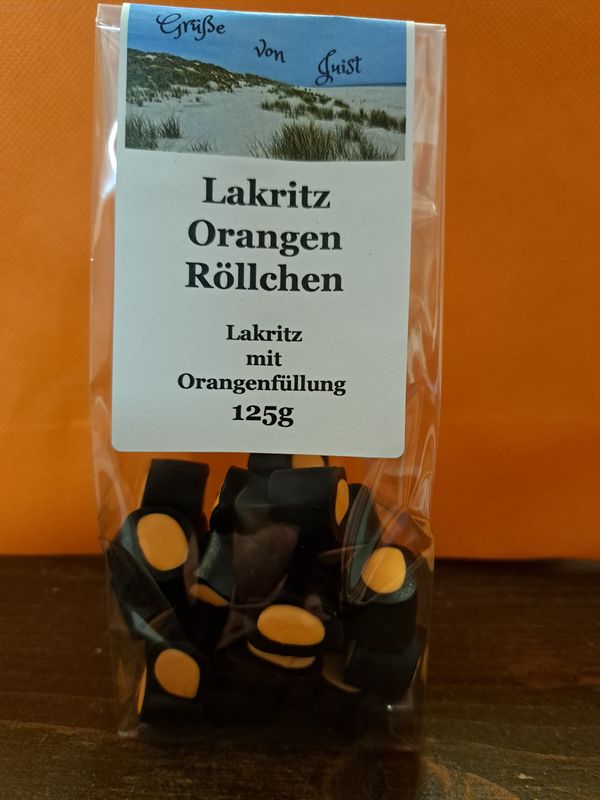 Grüße
von
Juist
Lakritz
Orangen
Röllchen
Lakritz
mit
Orangenfüllung
125g